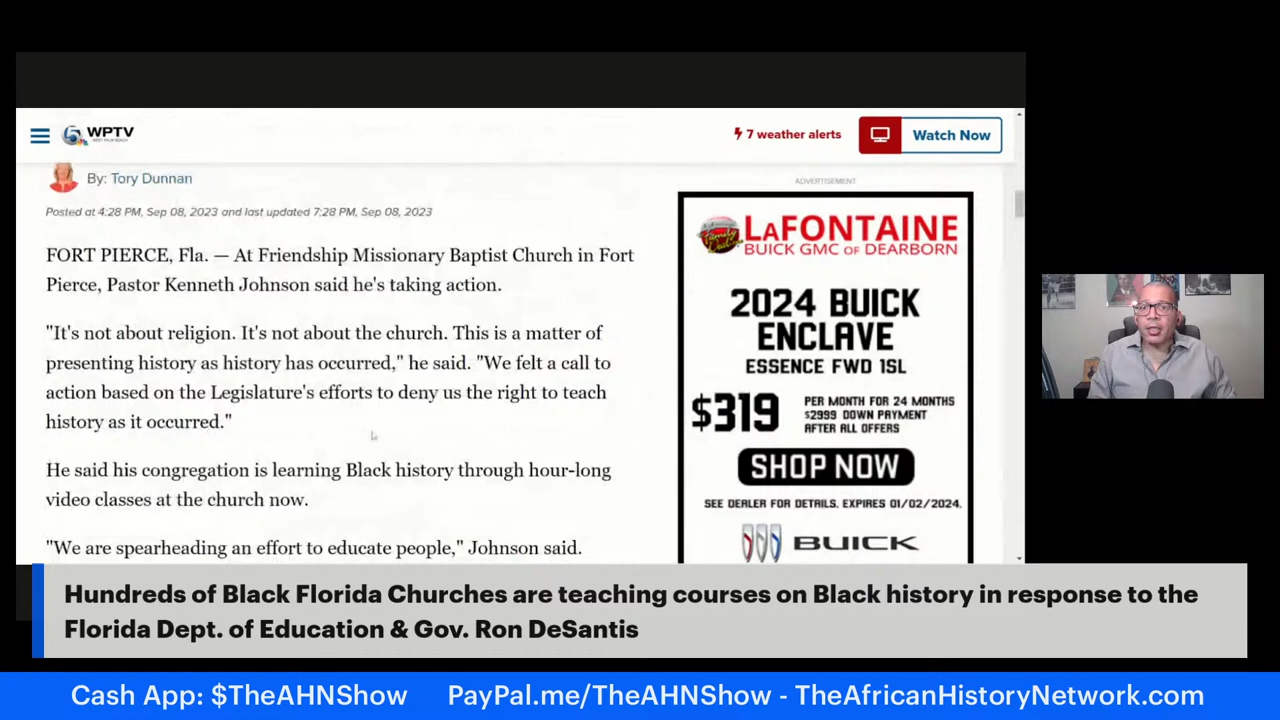 5 WPTV
7 weather alerts
Watch Now
By: Tory Dunnan
Posted at 4:28 PM, Sep 08, 2023 and last updated 7:28 PM, Sep 08, 2023
FORT PIERCE, Fla. — At Friendship Missionary Baptist Church in Fort
Pierce, Pastor Kenneth Johnson said he's taking action.
"It's not about religion. It's not about the church. This is a matter of
presenting history as history has occurred," he said. "We felt a call to
action based on the Legislature's efforts to deny us the right to teach
history as it occurred."
He said his congregation is learning Black history through hour-long
video classes at the church now.
"We are spearheading an effort to educate people," Johnson said.
ADVERTISEMENT
Family Deal
LAFONTAINE
BUICK GMC OF DEARBORN
2024 BUICK
ENCLAVE
ESSENCE FWD 1SL
$319
PER MONTH FOR 24 MONTHS
$2999 DOWN PAYMENT
AFTER ALL OFFERS
SHOP NOW
SEE DEALER FOR DETAILS. EXPIRES 01/02/2024.
BUICK
Hundreds of Black Florida Churches are teaching courses on Black history in response to the
Florida Dept. of Education & Gov. Ron DeSantis
Cash App: $TheAHNShow PayPal.me/TheAHNShow - TheAfricanHistoryNetwork.com